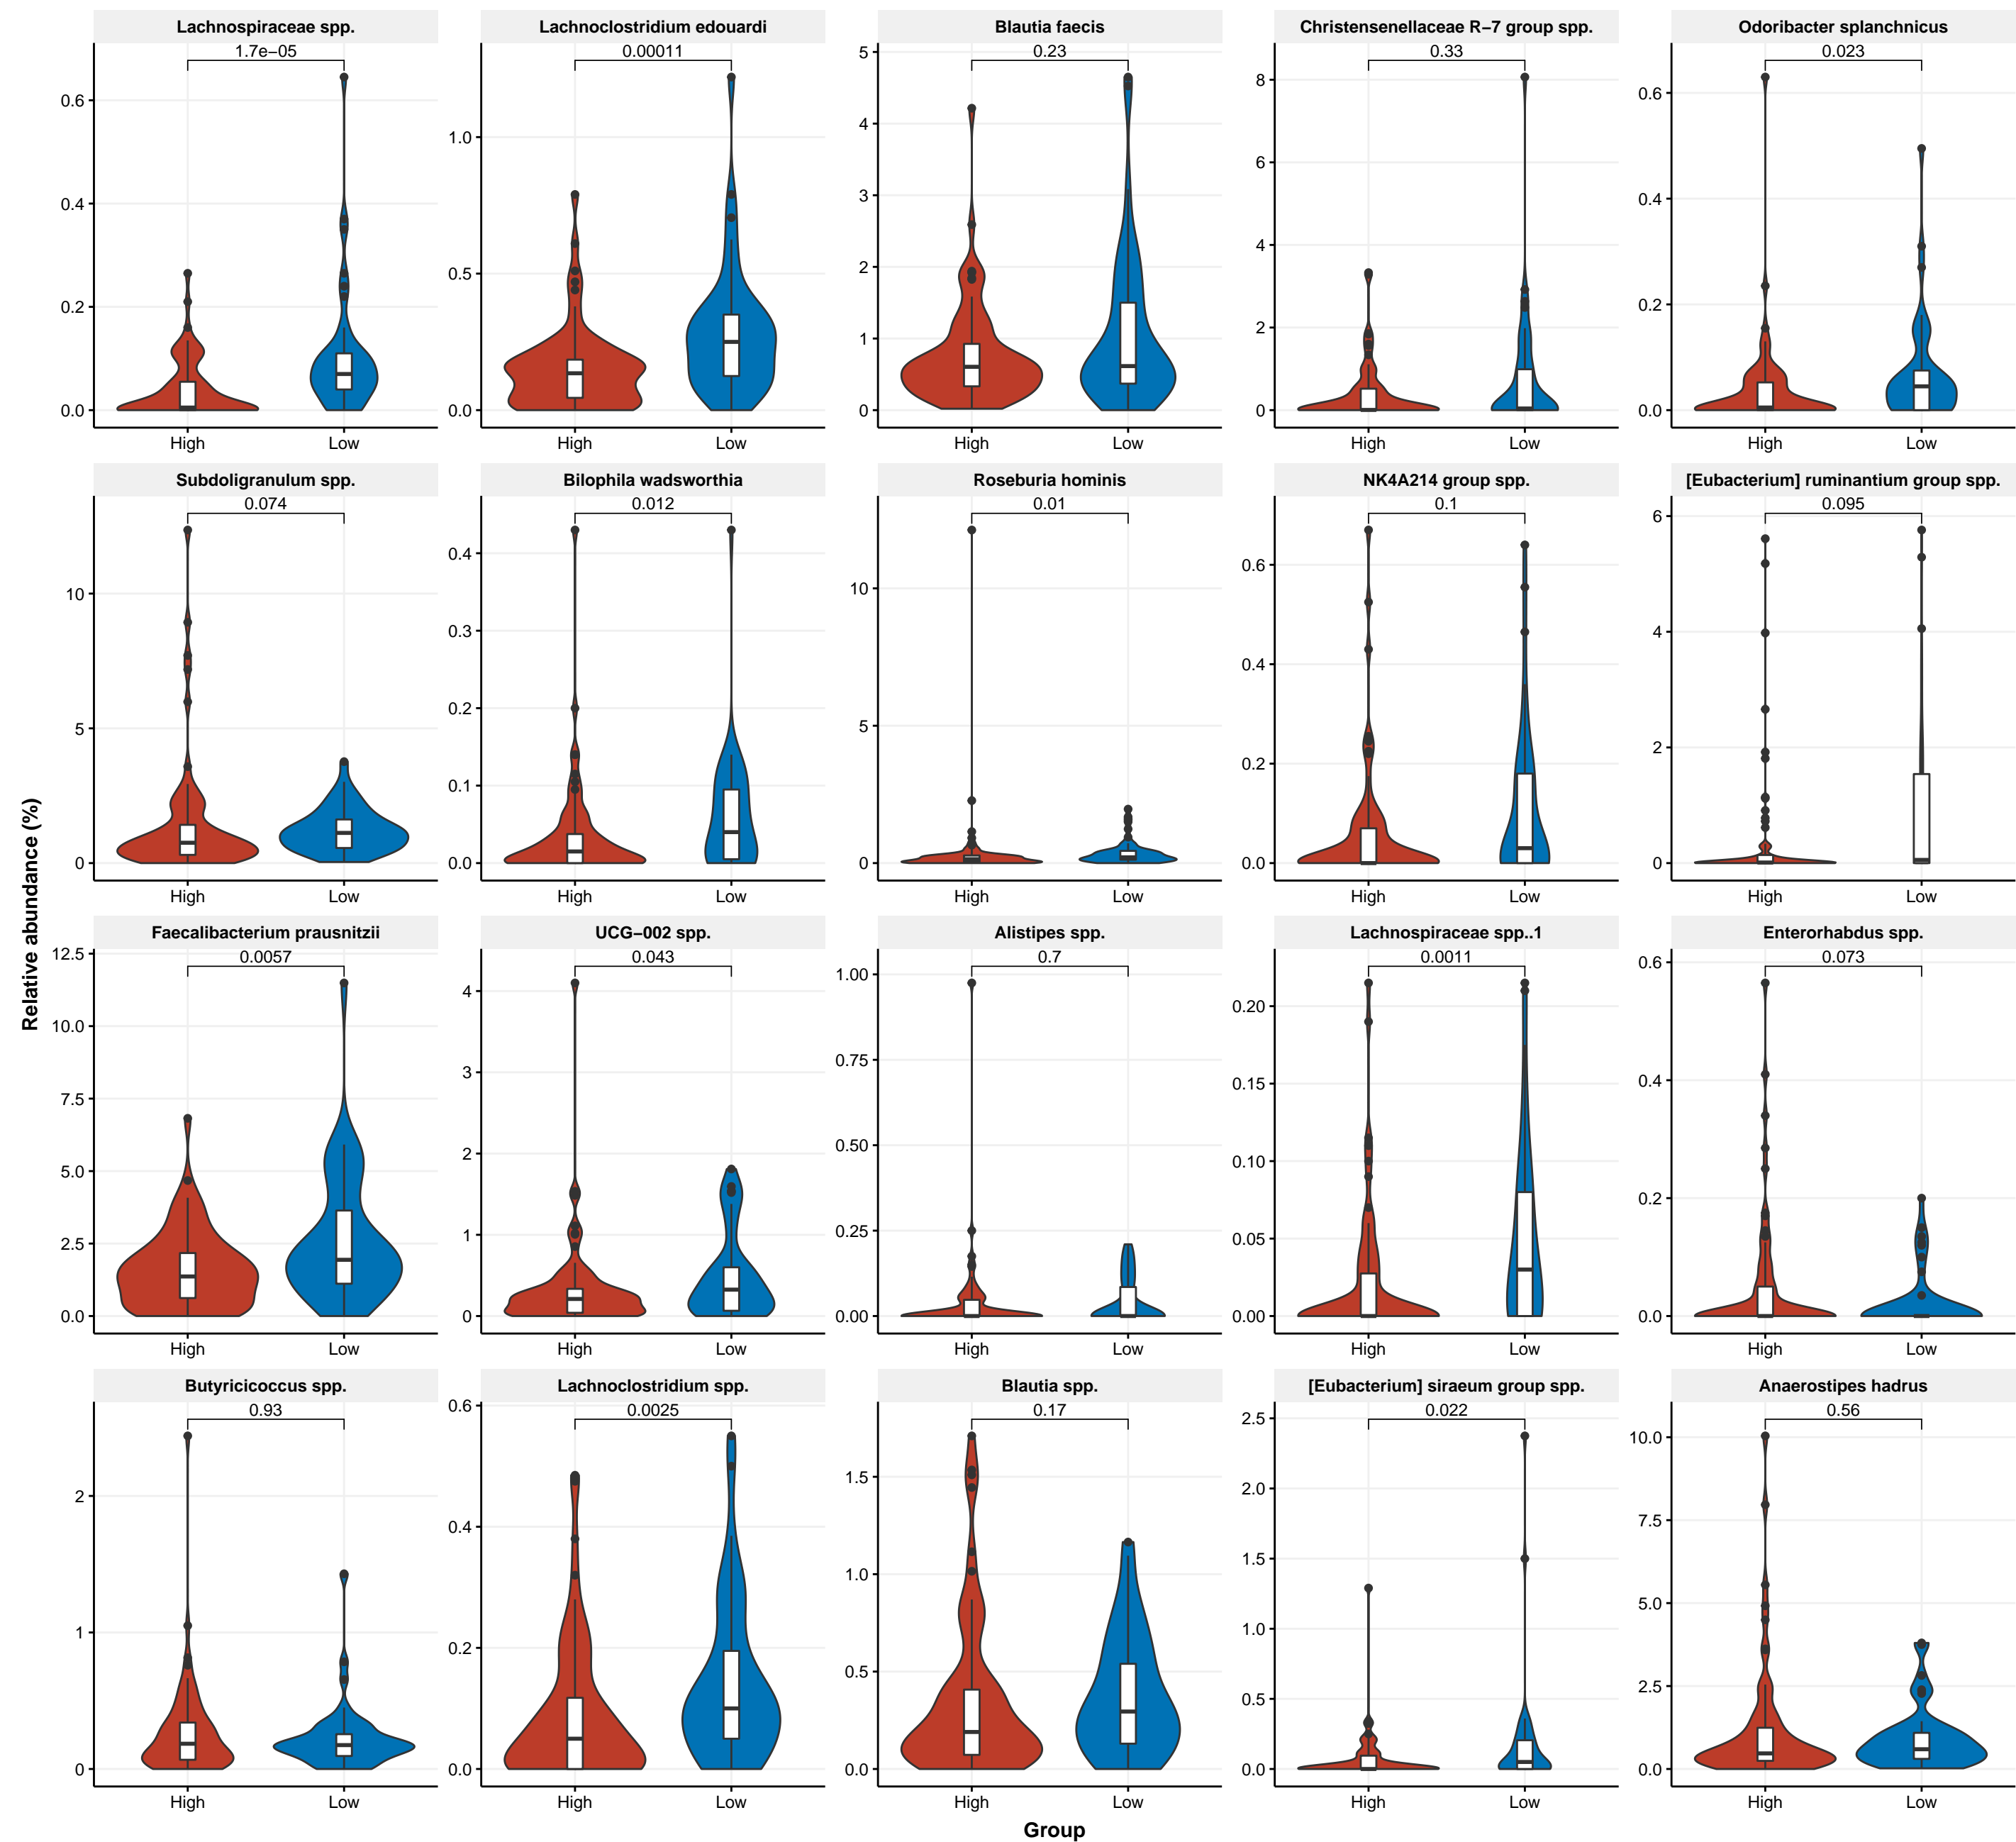 Lachnospiraceae spp.
1.7e−05
0.6
0.4
0.2
0.0
High Low
Lachnoclostridium edouardi
0.00011
1.0
0.5
0.0
High Low
Blautia faecis
0.23
5
4
3
2
1
0
High Low
Christensenellaceae R−7 group spp.
0.33
8
6
4
2
0
High Low
Odoribacter splanchnicus
0.023
0.6
0.4
0.2
0.0
High Low
Subdoligranulum spp.
0.074
10
5
0
High Low
Bilophila wadsworthia
0.012
0.4
0.3
0.2
0.1
0.0
High Low
Roseburia hominis
0.01
10
5
0
High Low
NK4A214 group spp.
0.1
0.6
0.4
0.2
0.0
High Low
[Eubacterium] ruminantium group spp.
0.095
6
4
2
0
High Low
Relative abundance (%)
Faecalibacterium prausnitzii
0.0057
12.5
10.0
7.5
5.0
2.5
0.0
High Low
UCG−002 spp.
0.043
4
3
2
1
0
High Low
Alistipes spp.
0.7
1.00
0.75
0.50
0.25
0.00
High Low
Lachnospiraceae spp..1
0.0011
0.20
0.15
0.10
0.05
0.00
High Low
Enterorhabdus spp.
0.073
0.6
0.4
0.2
0.0
High Low
Butyricicoccus spp.
0.93
2
1
0
High Low
Lachnoclostridium spp.
0.0025
0.6
0.4
0.2
0.0
High Low
Blautia spp.
0.17
1.5
1.0
0.5
0.0
High Low
[Eubacterium] siraeum group spp.
0.022
2.5
2.0
1.5
1.0
0.5
0.0
High Low
Anaerostipes hadrus
0.56
10.0
7.5
5.0
2.5
0.0
High Low
Group